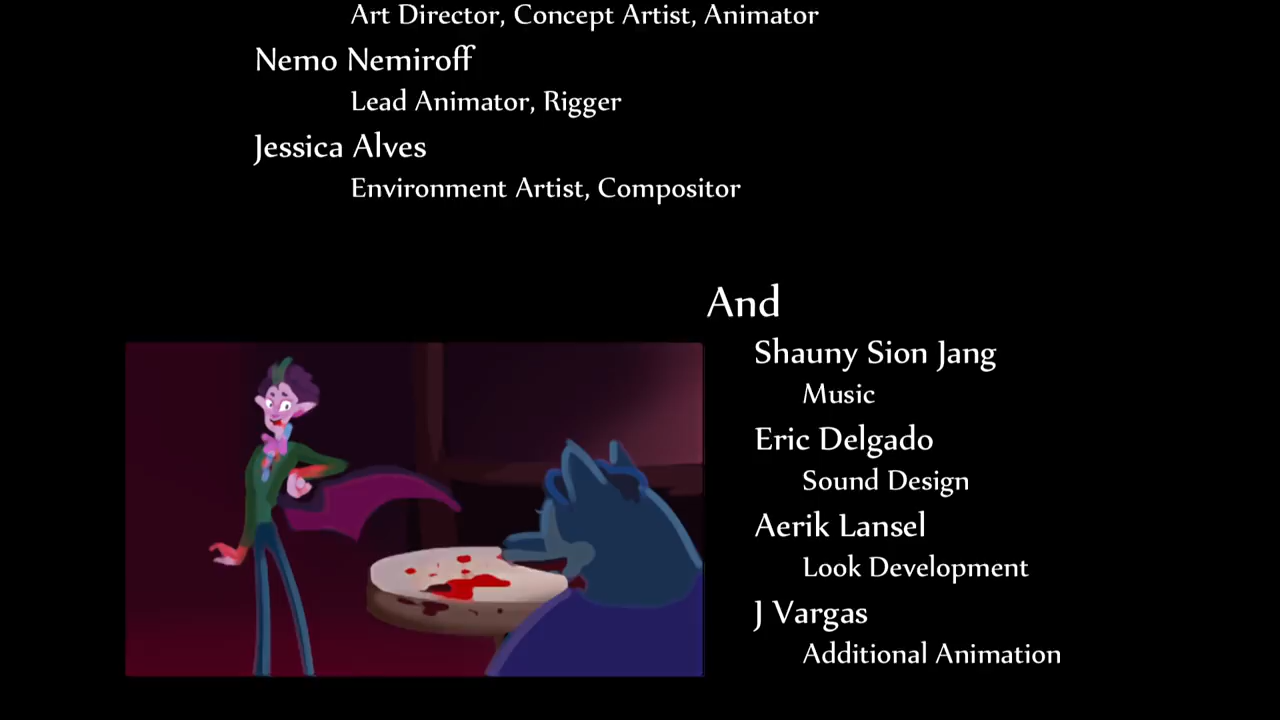 Art Director, Concept Artist, Animator
Nemo Nemiroff
Lead Animator, Rigger
Jessica Alves
Environment Artist, Compositor
And
Shauny Sion Jang
Music
Eric Delgado
Sound Design
Aerik Lansel
Look Development
J Vargas
Additional Animation